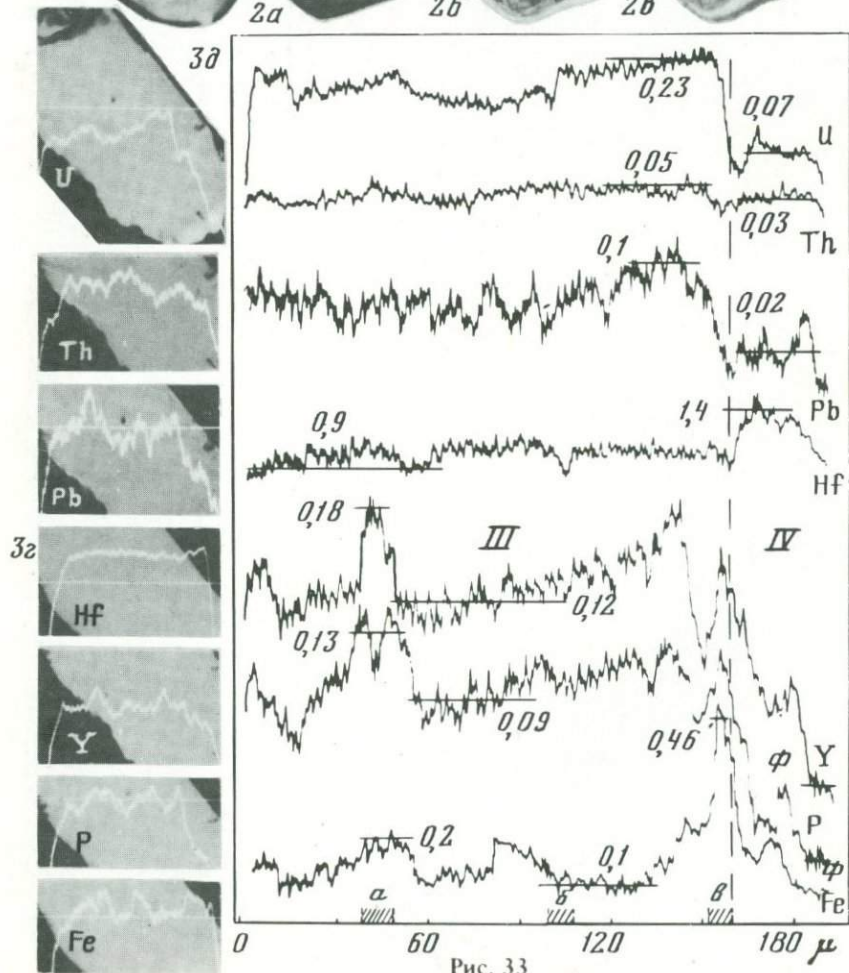 2а
2б
2в
3д
U
0,23
0,07
U
0,05
0,03
Th
Th
0,1
0,02
Pb
Pb
0,9
1,4
Hf
3г
Hf
0,18
III
IV
0,12
0,13
0,09
0,46
ф
Y
Y
P
P
ф
0,2
0,1
Fe
Fe
а
б
в
0
60
120
180 μ
Рис. 33